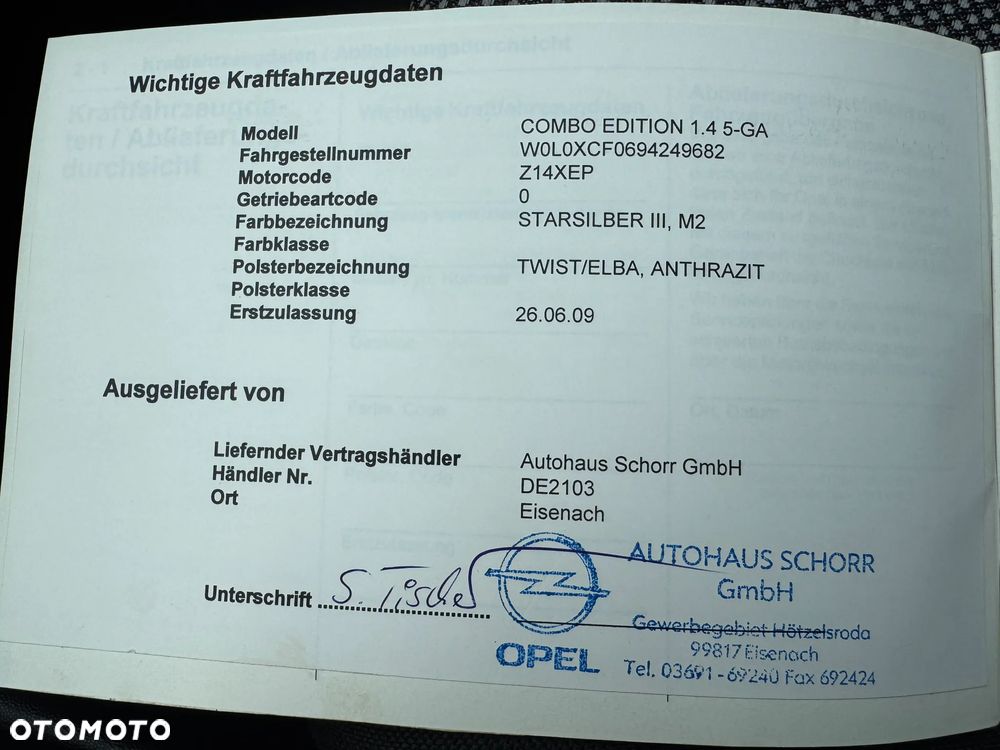 Wichtige Kraftfahrzeugdaten
Modell COMBO EDITION 1.4 5-GA
Fahrgestellnummer W0L0XCF0694249682
Motorcode Z14XEP
Getriebeartcode 0
Farbbezeichnung STARSILBER III, M2
Farbklasse
Polsterbezeichnung TWIST/ELBA, ANTHRAZIT
Polsterklasse
Erstzulassung 26.06.09
Ausgeliefert von
Liefernder Vertragshändler Autohaus Schorr GmbH
Händler Nr. DE2103
Ort Eisenach
Unterschrift S. Tischer
AUTOHAUS SCHORR
GmbH
Gewerbegebiet Hötzelsroda
99817 Eisenach
Tel. 03691-69240 Fax 692424
OPEL
OTOMOTO